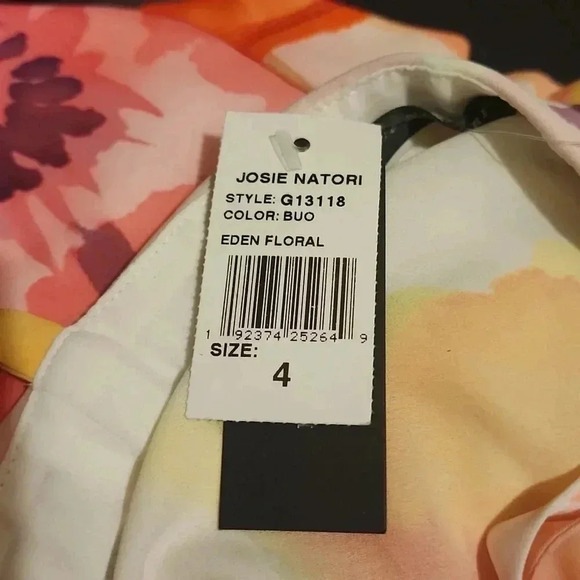 JOSIE NATORI
STYLE: G13118
COLOR: BUO
EDEN FLORAL
1 92374 25264 9
SIZE:
4